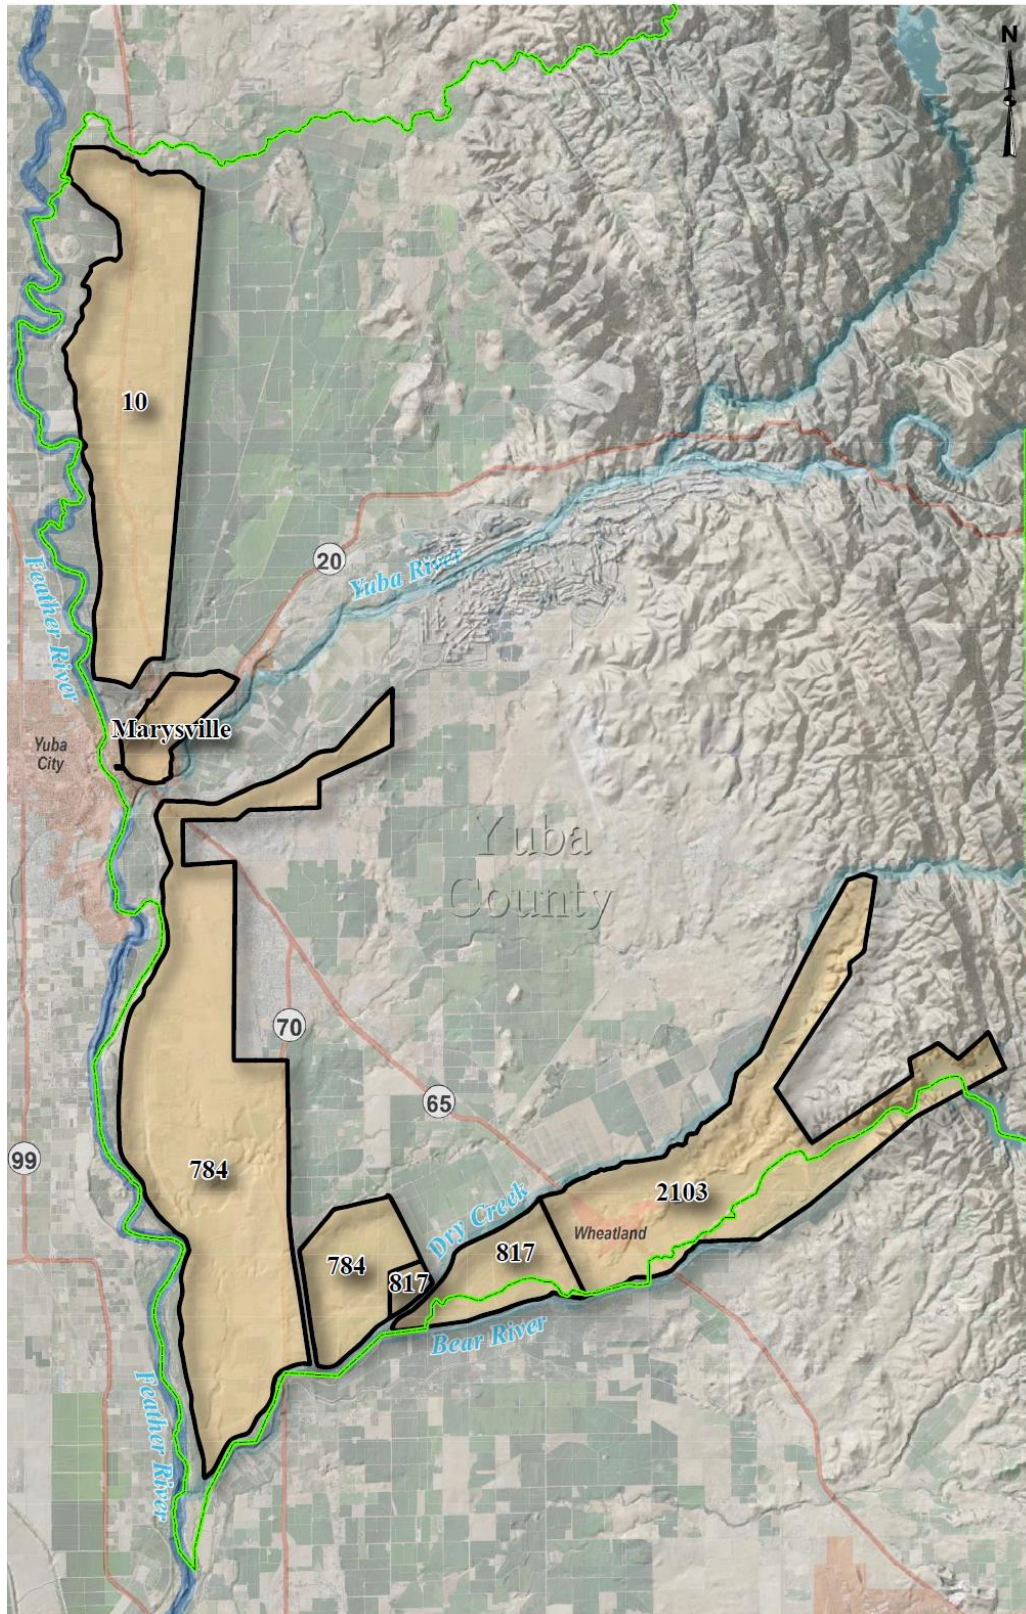 N
10
20
Yuba River
Feather River
Marysville
Yuba
City
Yuba
County
70
65
99
784
2103
Dry Creek
Wheatland
817
784
817
Bear River
Feather River